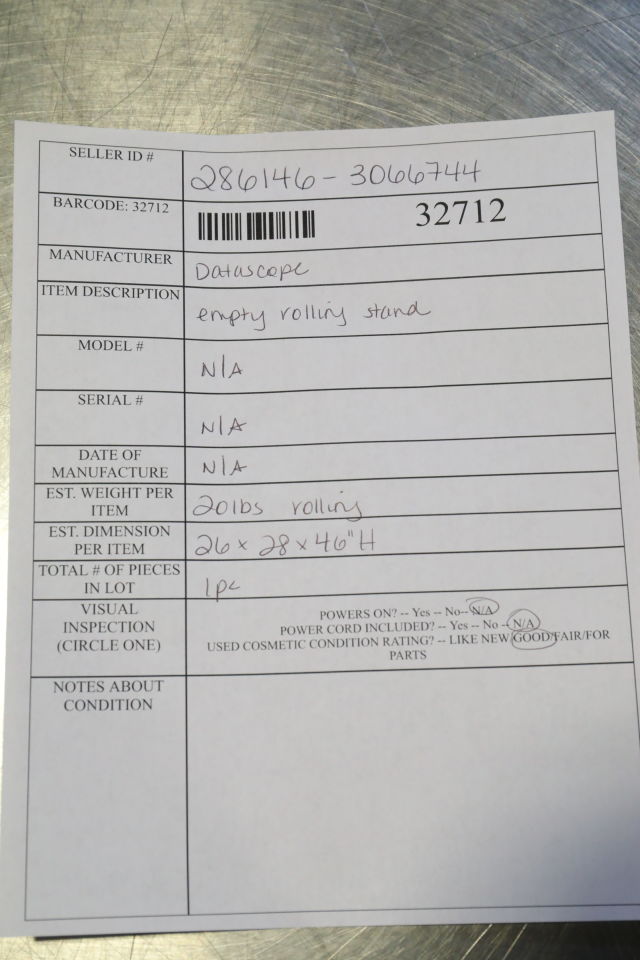 SELLER ID # 286146-3066744
BARCODE: 32712 32712
MANUFACTURER Datascope
ITEM DESCRIPTION empty rolling stand
MODEL # N/A
SERIAL # N/A
DATE OF
MANUFACTURE N/A
EST. WEIGHT PER
ITEM 20lbs rolling
EST. DIMENSION
PER ITEM 26 x 28 x 46"H
TOTAL # OF PIECES
IN LOT 1pc
VISUAL
INSPECTION
(CIRCLE ONE)
POWERS ON? -- Yes -- No-- N/A
POWER CORD INCLUDED? -- Yes -- No -- N/A
USED COSMETIC CONDITION RATING? -- LIKE NEW/GOOD/FAIR/FOR
PARTS
NOTES ABOUT
CONDITION